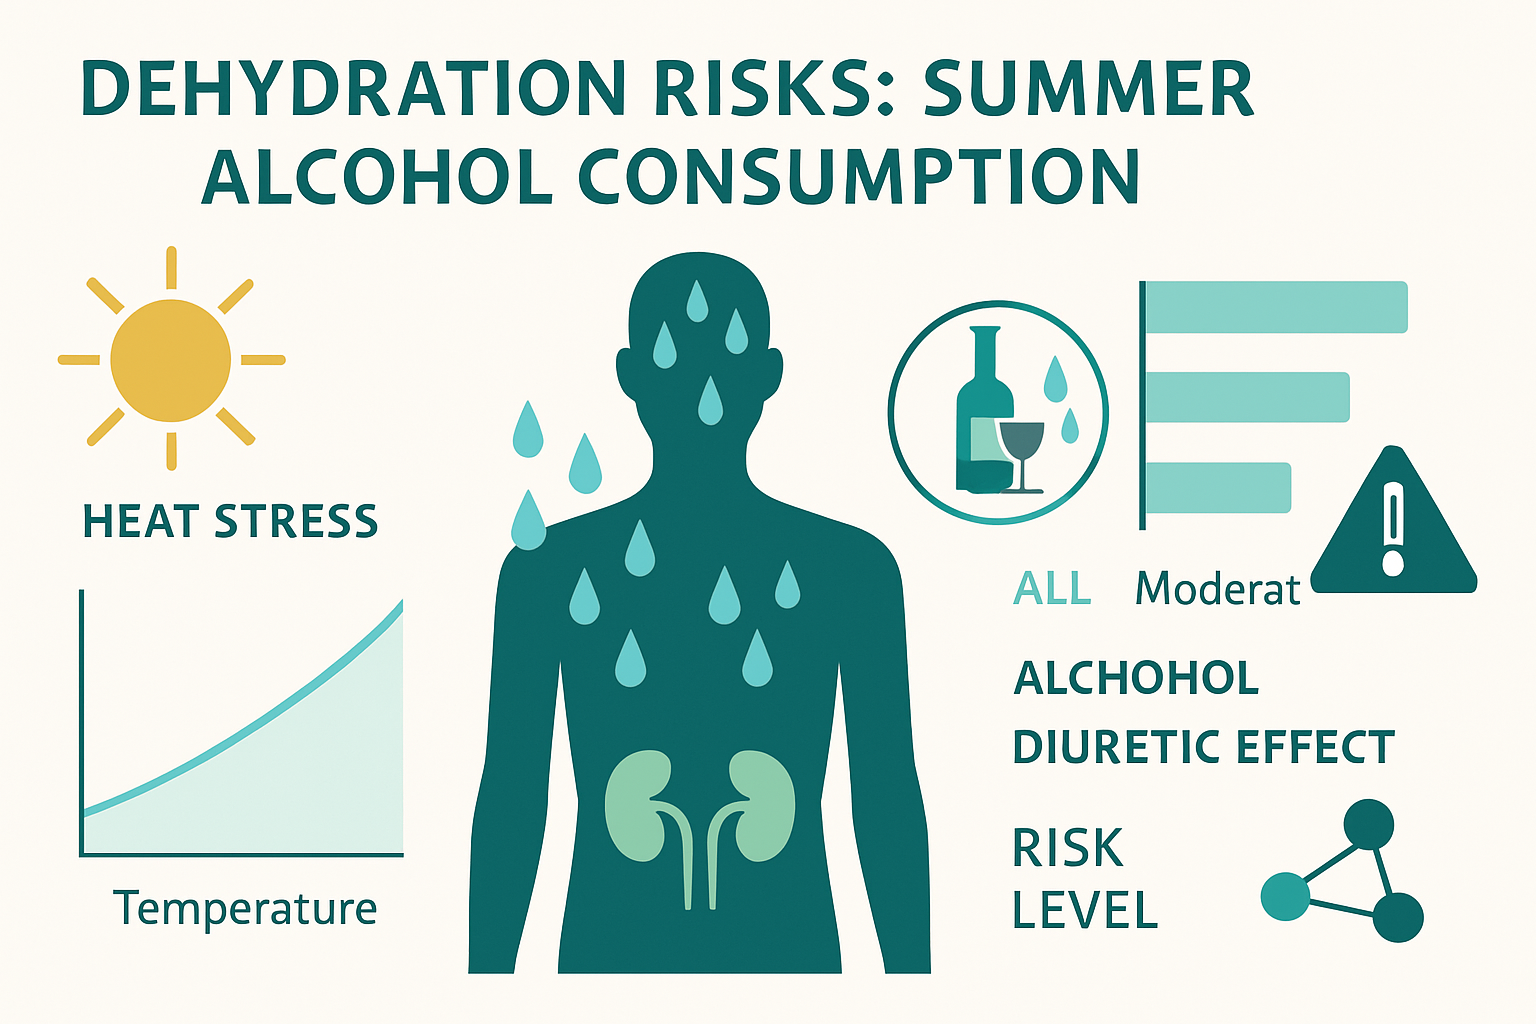 DEHYDRATION RISKS: SUMMER
ALCOHOL CONSUMPTION
HEAT STRESS
Temperature
ALL Moderat
ALCHOHOL
DIURETIC EFFECT
RISK
LEVEL